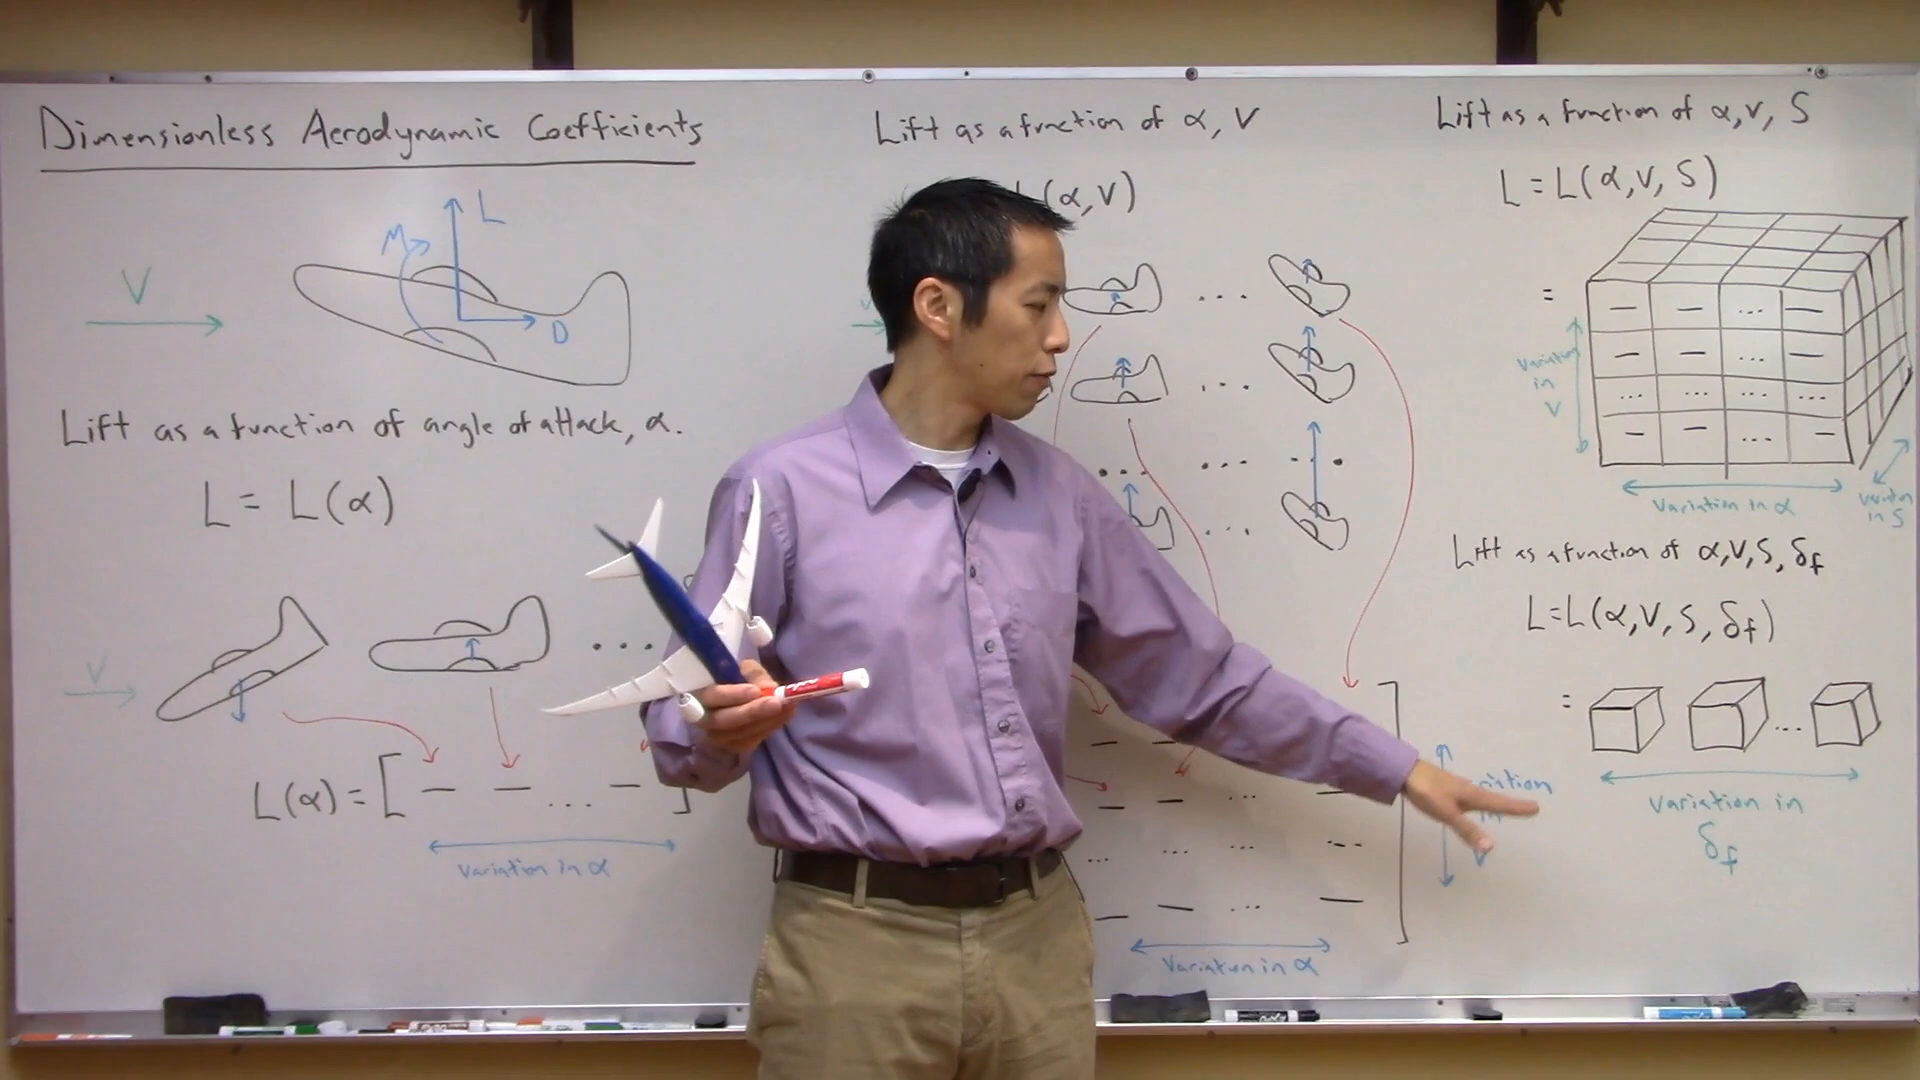 Dimensionless Aerodynamic Coefficients
V
M
L
D
Lift as a function of angle of attack, α.
L = L(α)
V
L(α) = [ — — ... — ]
Variation in α
Lift as a function of α, V
(α, V)
Variation in α
in
V
Lift as a function of α, V, S
L = L(α, V, S)
=
Variation
in
V
Variation in α
in S
Lift as a function of α, V, S, δf
L = L(α, V, S, δf)
=
Variation in
δf